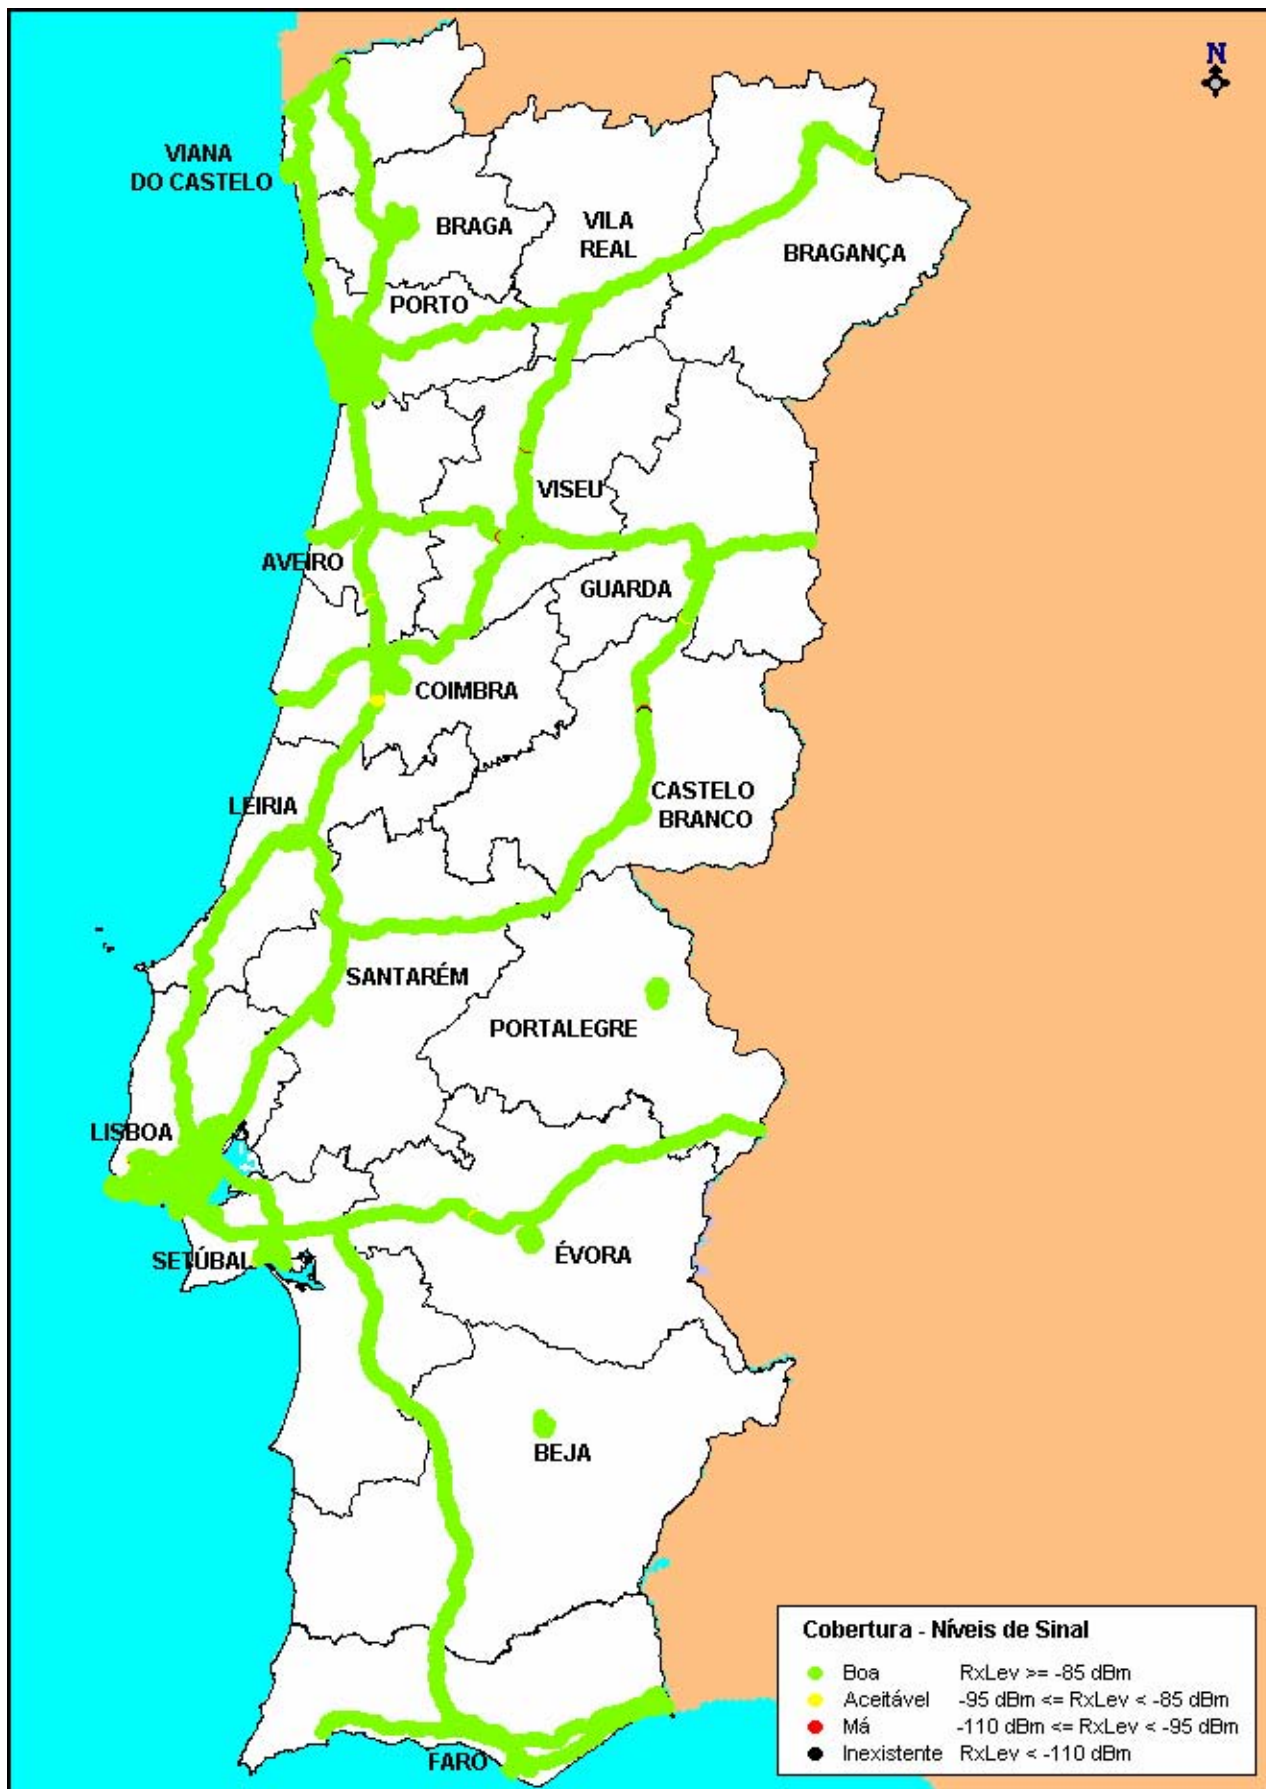 N
VIANA
DO CASTELO
BRAGA
VILA
REAL
BRAGANÇA
PORTO
VISEU
AVEIRO
GUARDA
COIMBRA
LEIRIA
CASTELO
BRANCO
SANTARÉM
PORTALEGRE
LISBOA
SETÚBAL
ÉVORA
BEJA
FARO
Cobertura - Níveis de Sinal
Boa RxLev >= -85 dBm
Aceitável -95 dBm <= RxLev < -85 dBm
Má -110 dBm <= RxLev < -95 dBm
Inexistente RxLev < -110 dBm